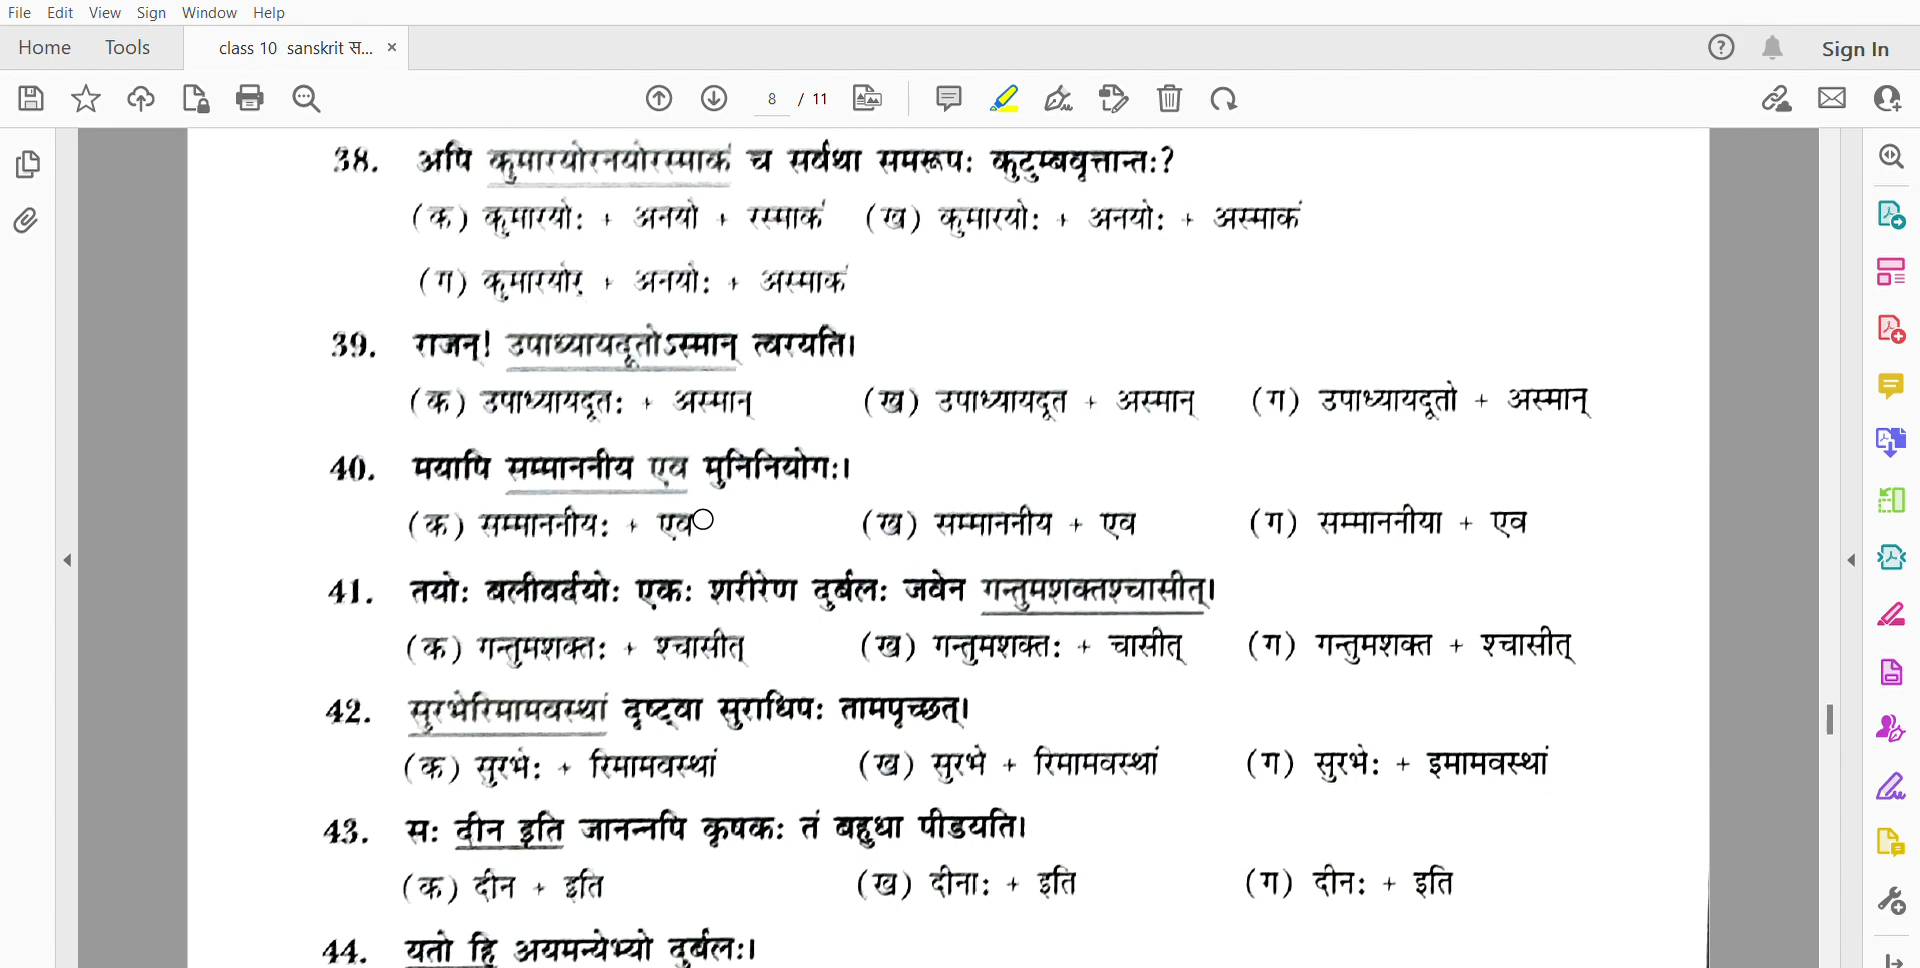 File Edit View Sign Window Help
Home Tools class 10 sanskrit स... × Sign In
8 / 11
38. अपि कुमारयोरनयोरस्माकं च सर्वथा समरूपः कुटुम्बवृत्तान्तः?
(क) कुमारयोः + अनयो + रस्माकं (ख) कुमारयोः + अनयोः + अस्माकं
(ग) कुमारयोर् + अनयोः + अस्माकं
39. राजन्! उपाध्यायदूतोऽस्मान् त्वरयति।
(क) उपाध्यायदूतः + अस्मान् (ख) उपाध्यायदूत + अस्मान् (ग) उपाध्यायदूतो + अस्मान्
40. मयापि सम्माननीय एव मुनिनियोगः।
(क) सम्माननीयः + एव (ख) सम्माननीय + एव (ग) सम्माननीया + एव
41. तयोः बलीवर्दयोः एकः शरीरेण दुर्बलः जवेन गन्तुमशक्तश्चासीत्।
(क) गन्तुमशक्तः + श्चासीत् (ख) गन्तुमशक्तः + चासीत् (ग) गन्तुमशक्त + श्चासीत्
42. सुरभेरिमामवस्थां दृष्ट्वा सुराधिपः तामपृच्छत्।
(क) सुरभेः + रिमामवस्थां (ख) सुरभे + रिमामवस्थां (ग) सुरभेः + इमामवस्थां
43. सः दीन इति जानन्नपि कृषकः तं बहुधा पीडयति।
(क) दीन + इति (ख) दीनाः + इति (ग) दीनः + इति
44. यतो हि अयमन्येभ्यो दुर्बलः।